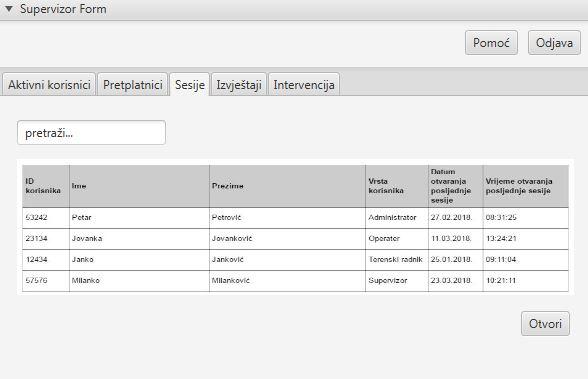 Supervizor Form
Pomoć Odjava
Aktivni korisnici Pretplatnici Sesije Izvještaji Intervencija
pretraži...
ID korisnika Ime Prezime Vrsta korisnika Datum otvaranja posljednje sesije Vrijeme otvaranja posljednje sesije
53242 Petar Petrović Administrator 27.02.2018. 08:31:25
23134 Jovanka Jovanković Operater 11.03.2018. 13:24:21
12434 Janko Janković Terenski radnik 25.01.2018. 09:11:04
57576 Milanko Milanković Supervizor 23.03.2018. 10:21:11
Otvori